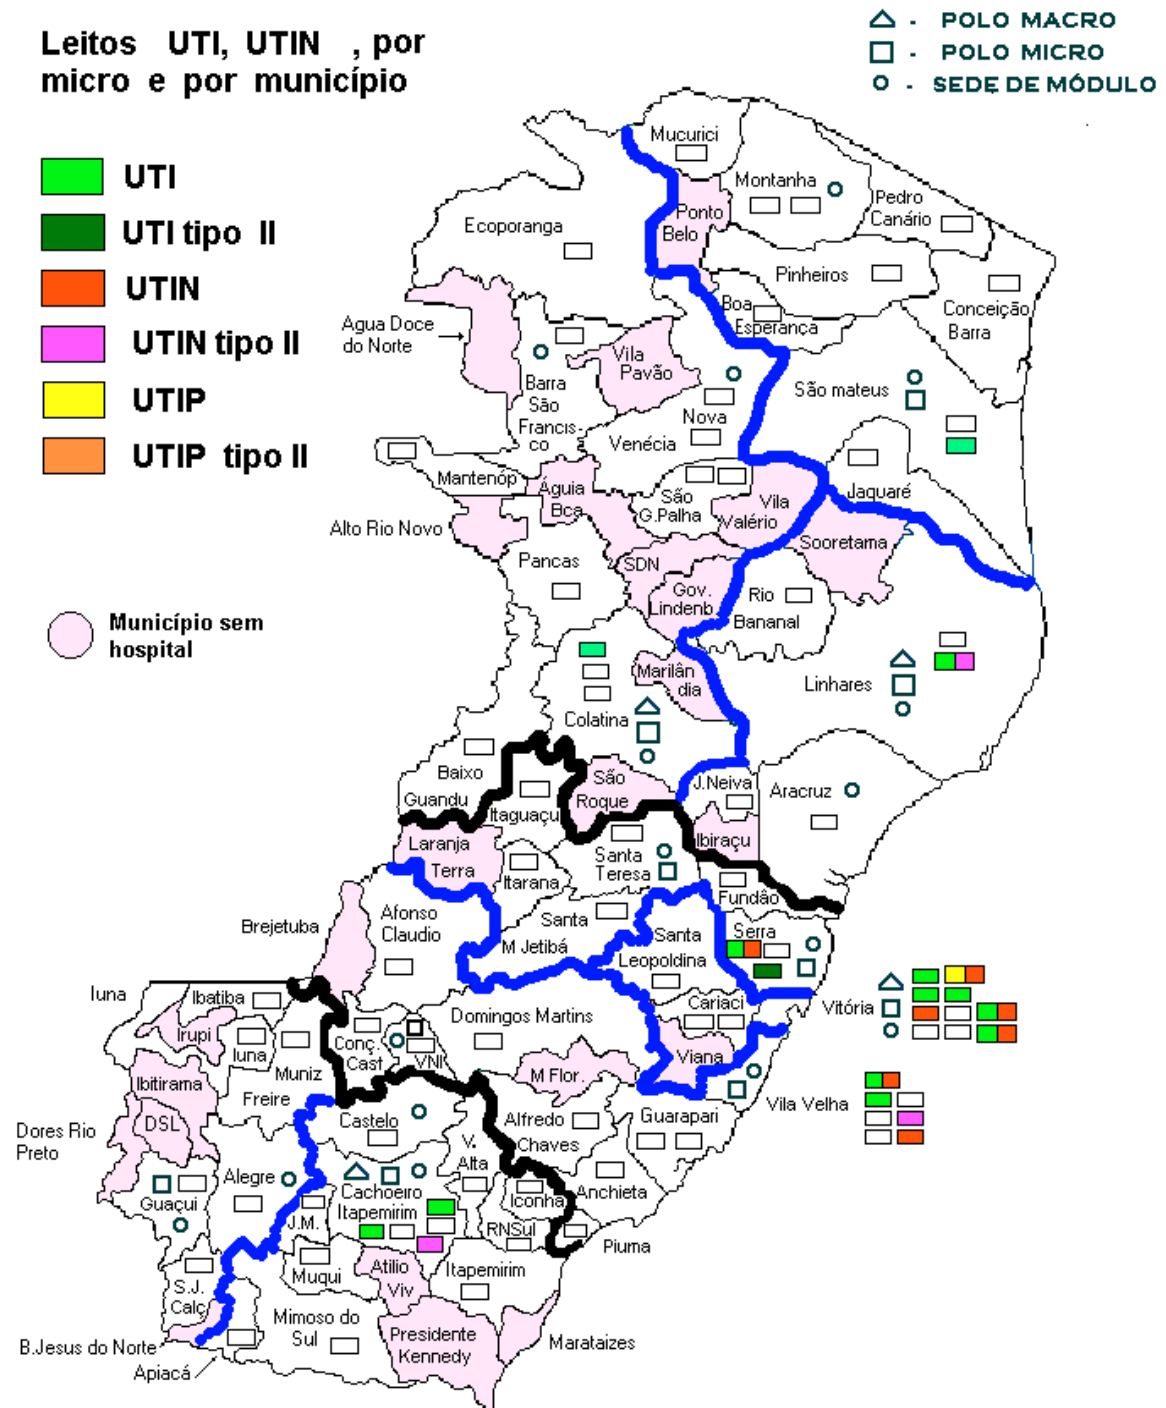 Leitos UTI, UTIN , por
micro e por município
POLO MACRO
POLO MICRO
SEDE DE MÓDULO
UTI
UTI tipo II
UTIN
UTIN tipo II
UTIP
UTIP tipo II
Município sem
hospital
Mucurici
Montanha
Pedro
Canário
Ponto
Belo
Ecoporanga
Pinheiros
Conceição
Barra
Boa
Esperança
Agua Doce
do Norte
Vila
Pavão
Barra
São
Francis-
co
São mateus
Nova
Venécia
Mantenóp
Águia
Bca
São
G.Palha
Vila
Valério
Jaquaré
Alto Rio Novo
Sooretama
Pancas
SDN
Gov.
Lindenb.
Rio
Bananal
Marilân
dia
Linhares
Colatina
Baixo
Guandu
Itaguaçu
São
Roque
J.Neiva
Aracruz
Ibiraçu
Laranja
Terra
Itarana
Santa
Teresa
Fundão
Brejetuba
Afonso
Claudio
Santa
M Jetibá
Santa
Leopoldina
Serra
Iuna
Ibatiba
Irupi
Iuna
Conç.
Cast
VNI
Domingos Martins
Cariaci
Viana
Vitória
Muniz
Freire
Ibitirama
DSL
M Flor.
Vila Velha
Dores Rio
Preto
Castelo
Alfredo
Chaves
Guarapari
V.
Alta
Anchieta
Guaçui
Alegre
Cachoeiro
Itapemirim
Iconha
J.M.
RNSul
Piuma
Muqui
Atilio
Viv
Itapemirim
S.J.
Calç
Mimoso do
Sul
Presidente
Kennedy
Marataizes
B.Jesus do Norte
Apiacá